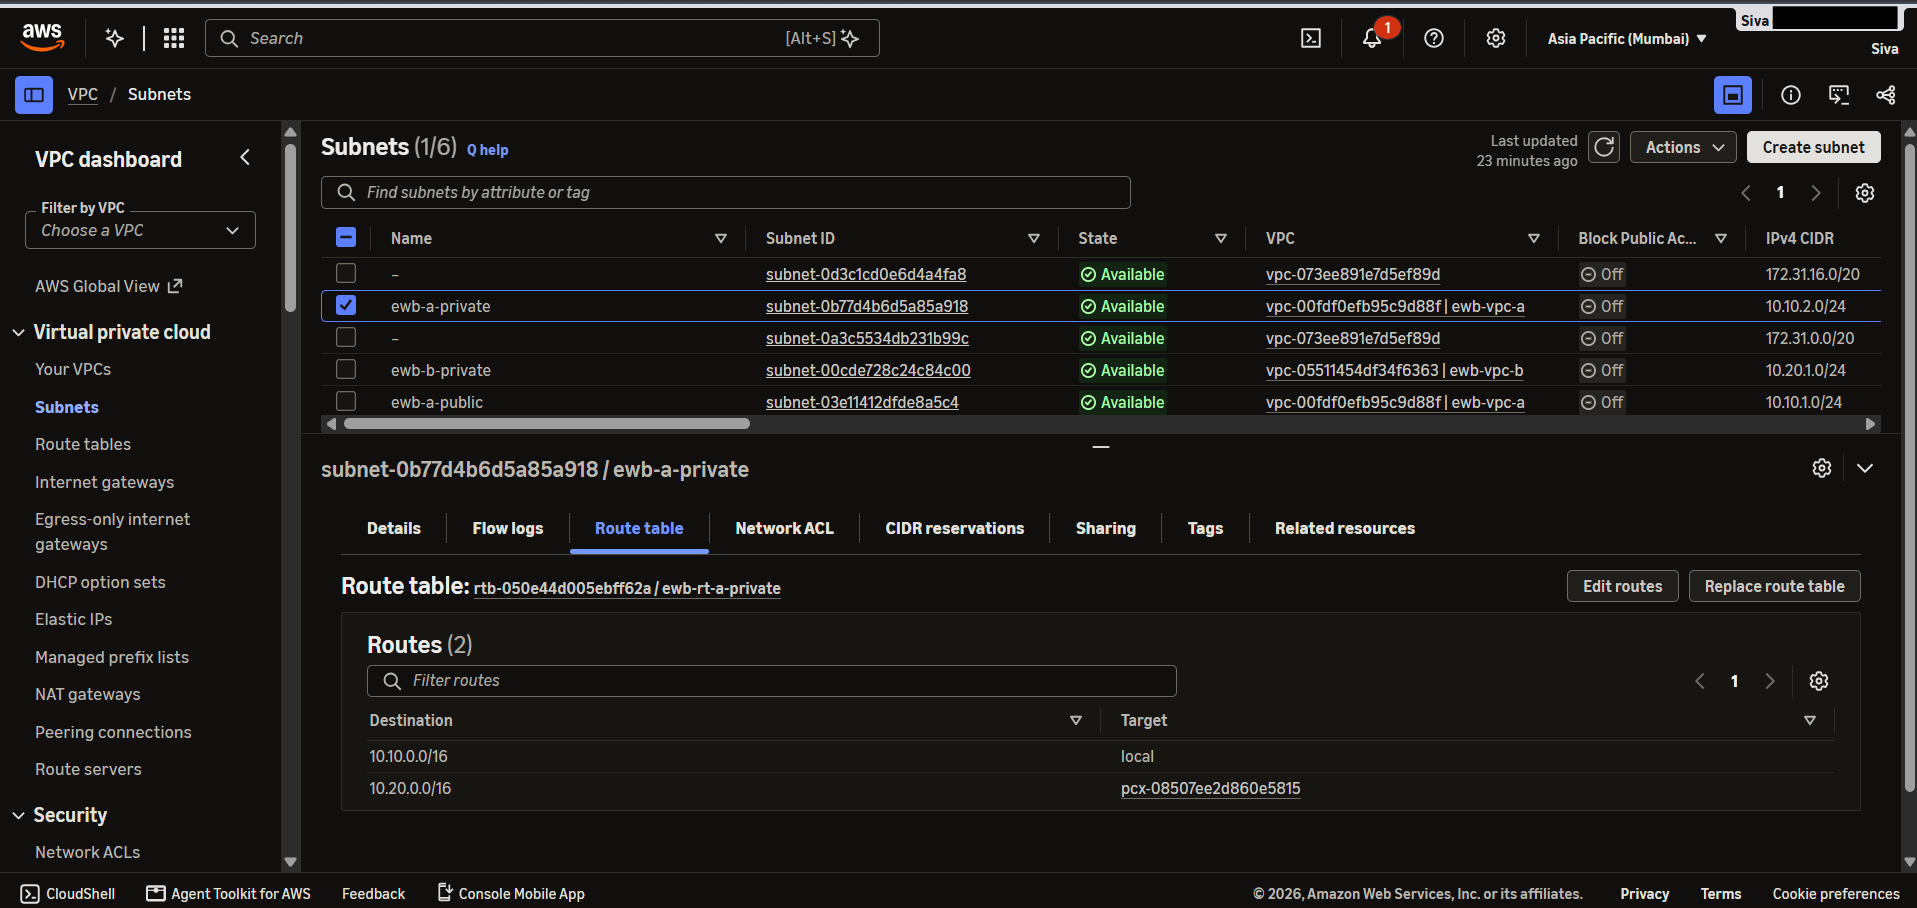 aws
Search [Alt+S]
1
Asia Pacific (Mumbai)
Siva
Siva
VPC / Subnets
VPC dashboard
Filter by VPC
Choose a VPC
AWS Global View
Virtual private cloud
Your VPCs
Subnets
Route tables
Internet gateways
Egress-only internet
gateways
DHCP option sets
Elastic IPs
Managed prefix lists
NAT gateways
Peering connections
Route servers
Security
Network ACLs
Subnets (1/6) Q help
Last updated
23 minutes ago
Actions
Create subnet
Find subnets by attribute or tag
1
Name Subnet ID State VPC Block Public Ac... IPv4 CIDR
– subnet-0d3c1cd0e6d4a4fa8 Available vpc-073ee891e7d5ef89d Off 172.31.16.0/20
ewb-a-private subnet-0b77d4b6d5a85a918 Available vpc-00fdf0efb95c9d88f | ewb-vpc-a Off 10.10.2.0/24
– subnet-0a3c5534db231b99c Available vpc-073ee891e7d5ef89d Off 172.31.0.0/20
ewb-b-private subnet-00cde728c24c84c00 Available vpc-05511454df34f6363 | ewb-vpc-b Off 10.20.1.0/24
ewb-a-public subnet-03e11412dfde8a5c4 Available vpc-00fdf0efb95c9d88f | ewb-vpc-a Off 10.10.1.0/24
subnet-0b77d4b6d5a85a918 / ewb-a-private
Details Flow logs Route table Network ACL CIDR reservations Sharing Tags Related resources
Route table: rtb-050e44d005ebff62a / ewb-rt-a-private
Edit routes
Replace route table
Routes (2)
Filter routes
1
Destination Target
10.10.0.0/16 local
10.20.0.0/16 pcx-08507ee2d860e5815
CloudShell Agent Toolkit for AWS Feedback Console Mobile App © 2026, Amazon Web Services, Inc. or its affiliates. Privacy Terms Cookie preferences